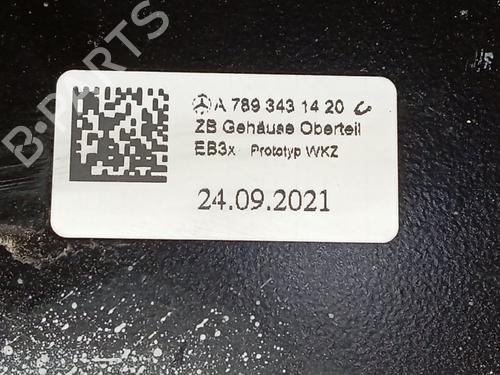 B-PARTS
A 789 343 14 20
ZB Gehäuse Oberteil
EB3x Prototyp WKZ
24.09.2021